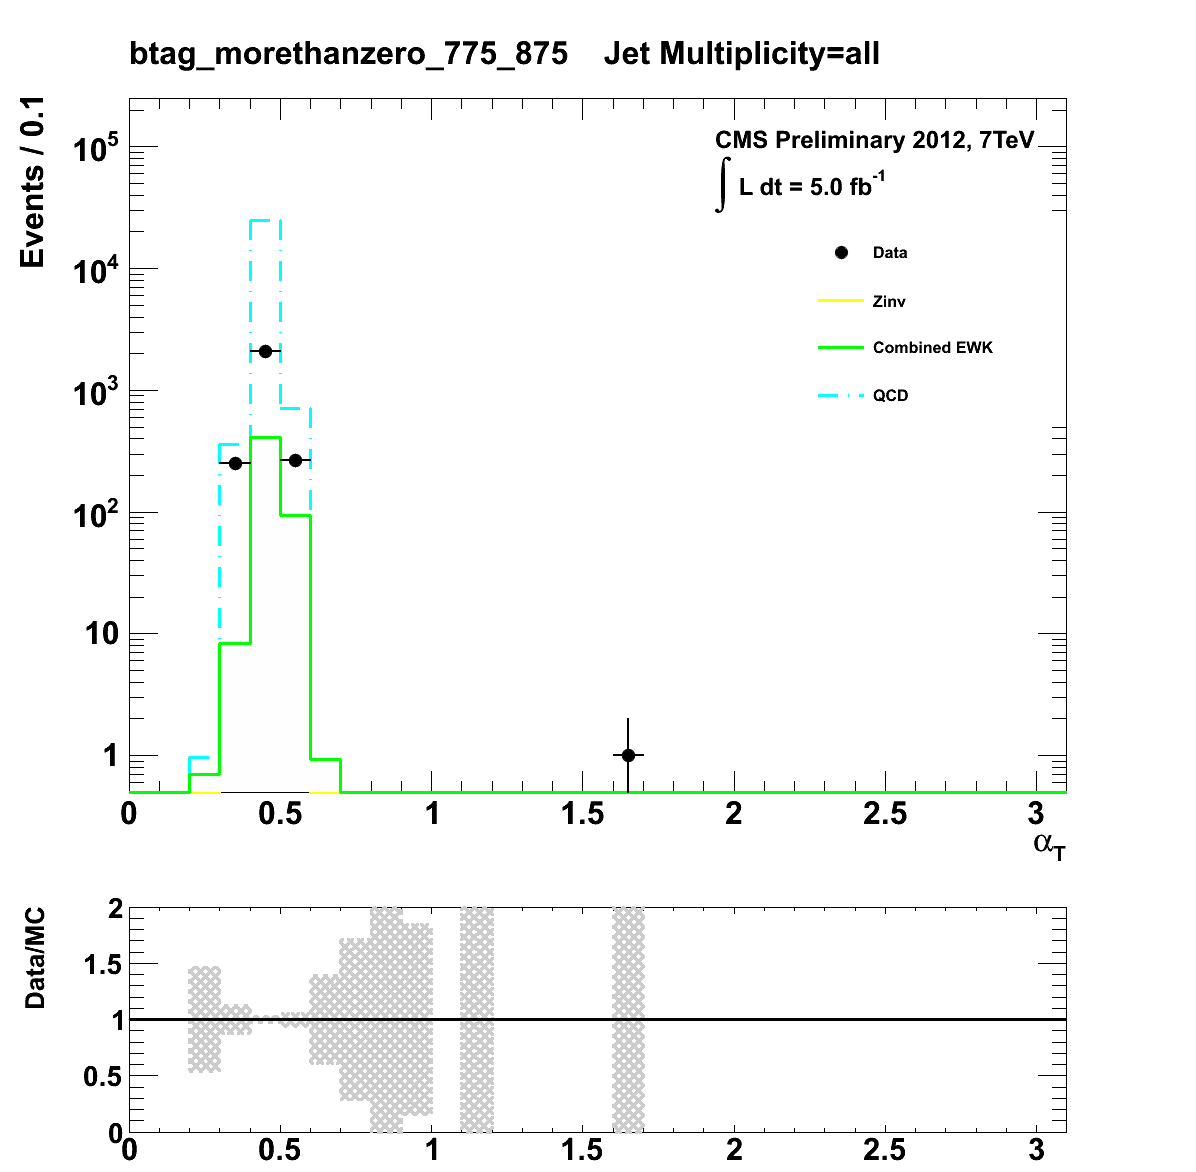 btag_morethanzero_775_875 Jet Multiplicity=all
Events / 0.1
10^5
10^4
10^3
10^2
10
1
CMS Preliminary 2012, 7TeV
∫ L dt = 5.0 fb^-1
Data
Zinv
Combined EWK
QCD
0 0.5 1 1.5 2 2.5 3
α_T
Data/MC
2
1.5
1
0.5
0
0 0.5 1 1.5 2 2.5 3